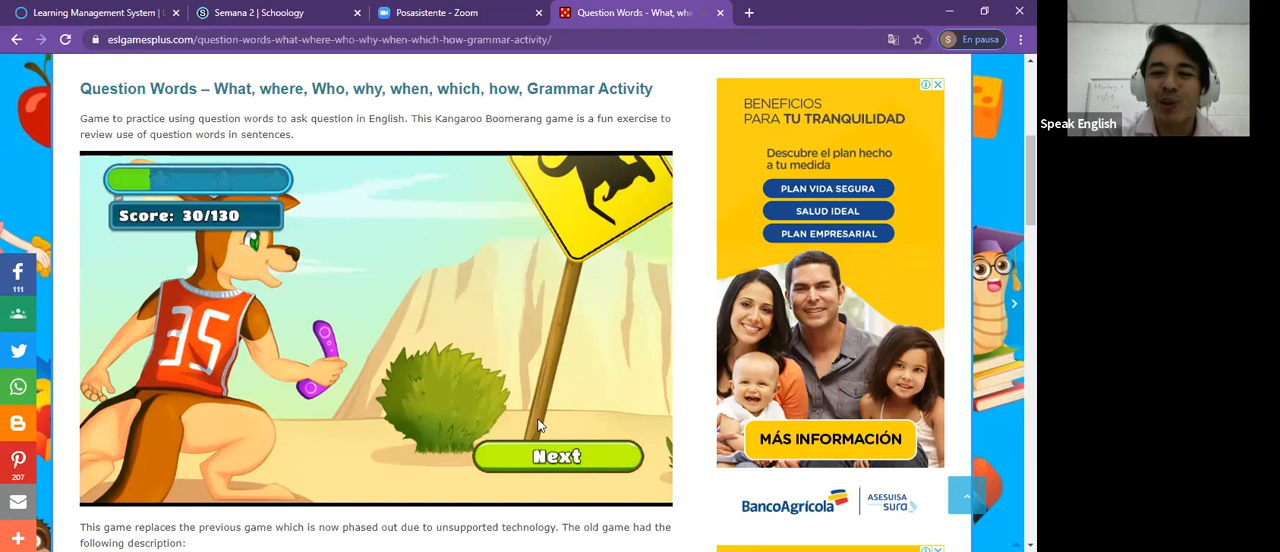 Learning Management System | L
Semana 2 | Schoology
Posasistente - Zoom
Question Words - What, whe
eslgamesplus.com/question-words-what-where-who-why-when-which-how-grammar-activity/
S
En pausa
Question Words – What, where, Who, why, when, which, how, Grammar Activity
Game to practice using question words to ask question in English. This Kangaroo Boomerang game is a fun exercise to
review use of question words in sentences.
Score: 30/130
35
Next
111
207
This game replaces the previous game which is now phased out due to unsupported technology. The old game had the
following description:
BENEFICIOS
PARA TU TRANQUILIDAD
Descubre el plan hecho
a tu medida
PLAN VIDA SEGURA
SALUD IDEAL
PLAN EMPRESARIAL
MÁS INFORMACIÓN
BancoAgrícola
ASESUISA
sura
Speak English